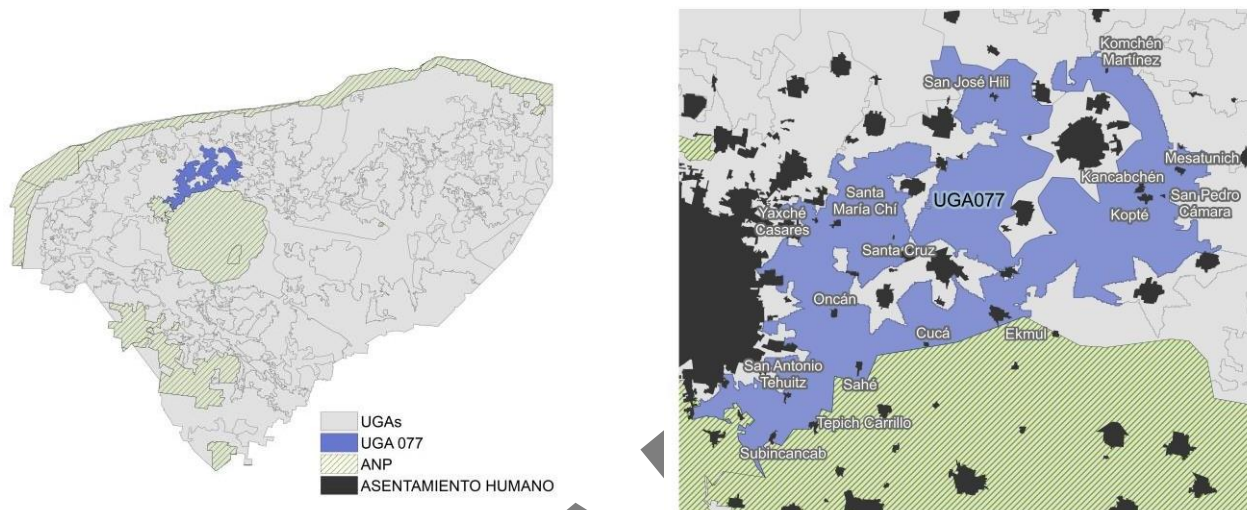 UGAs
UGA 077
ANP
ASENTAMIENTO HUMANO
Komchén
Martínez
San José Hili
Mesatunich
Kancabchén
San Pedro
Cámara
Santa
María Chí
UGA077
Kopté
Yaxché
Casares
Santa Cruz
Oncán
Cucá
Ekmul
San Antonio
Tehuitz
Sahé
Tepich Carrillo
Subincancab